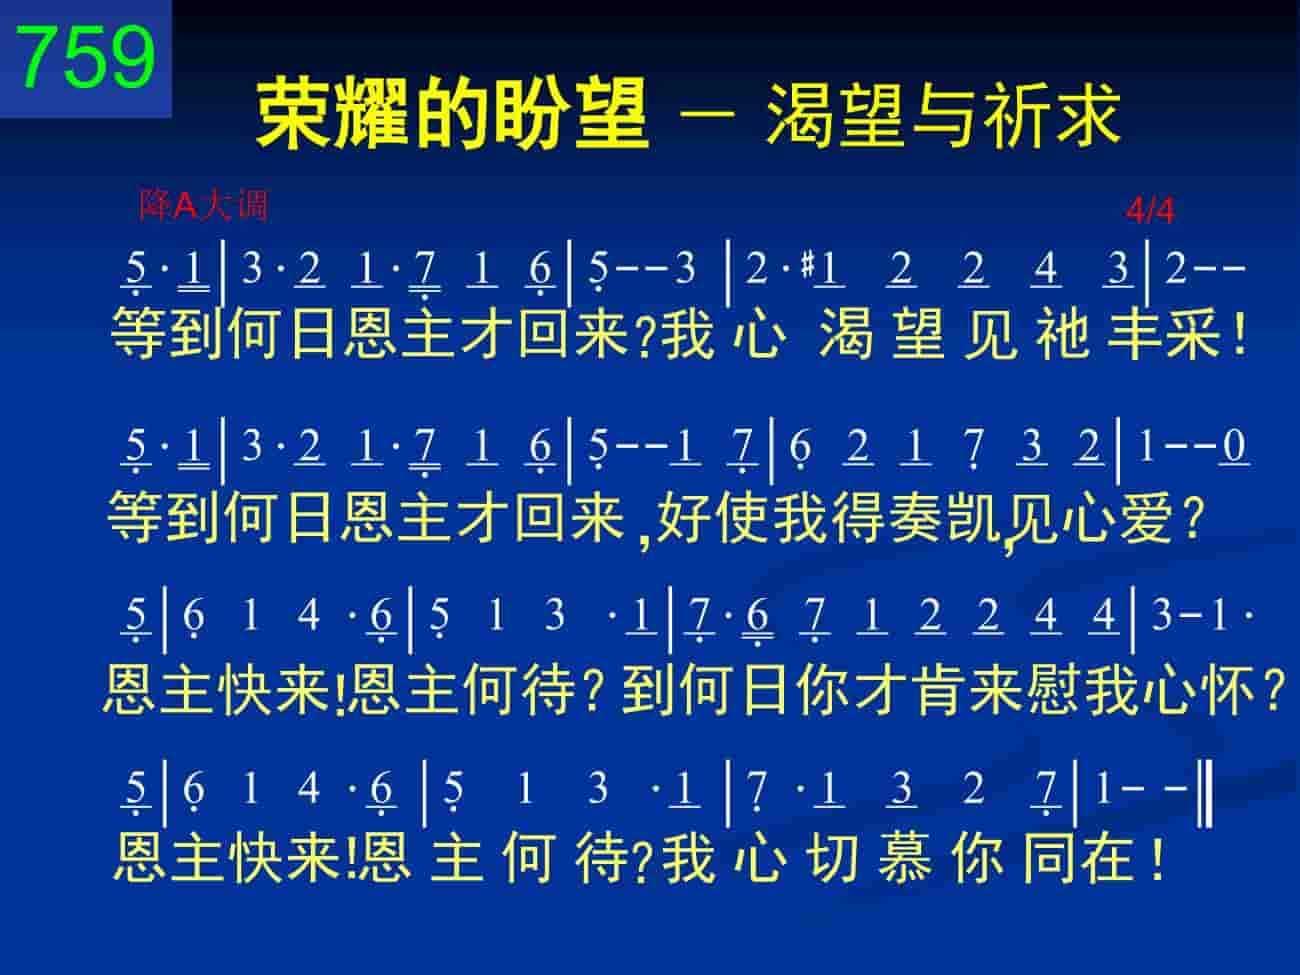 759
荣耀的盼望 － 渴望与祈求
降A大调 4/4
5·1|3·2 1·7 1 6|5--3|2·#1 2 2 4 3|2--
等到何日恩主才回来?我心渴望见祂丰采!
5·1|3·2 1·7 1 6|5--1 7|6 2 1 7 3 2|1--0
等到何日恩主才回来,好使我得奏凯,见心爱?
5|6 1 4 ·6|5 1 3 ·1|7·6 7 1 2 2 4 4|3-1·
恩主快来!恩主何待?到何日你才肯来慰我心怀?
5|6 1 4 ·6|5 1 3 ·1|7 ·1 3 2 7|1--‖
恩主快来!恩主何待?我心切慕你同在!